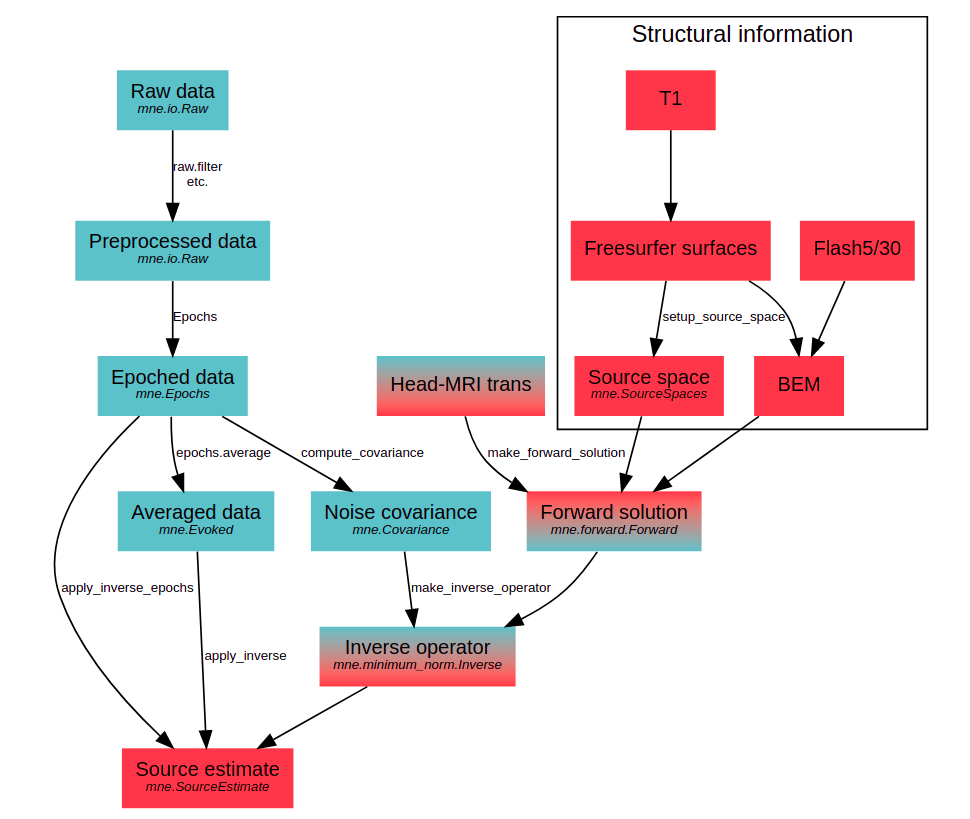 Structural information
Raw data
mne.io.Raw
T1
raw.filter
etc.
Preprocessed data
mne.io.Raw
Freesurfer surfaces
Flash5/30
Epochs
setup_source_space
Epoched data
mne.Epochs
Head-MRI trans
Source space
mne.SourceSpaces
BEM
epochs.average
compute_covariance
make_forward_solution
Averaged data
mne.Evoked
Noise covariance
mne.Covariance
Forward solution
mne.forward.Forward
apply_inverse_epochs
make_inverse_operator
Inverse operator
mne.minimum_norm.Inverse
apply_inverse
Source estimate
mne.SourceEstimate